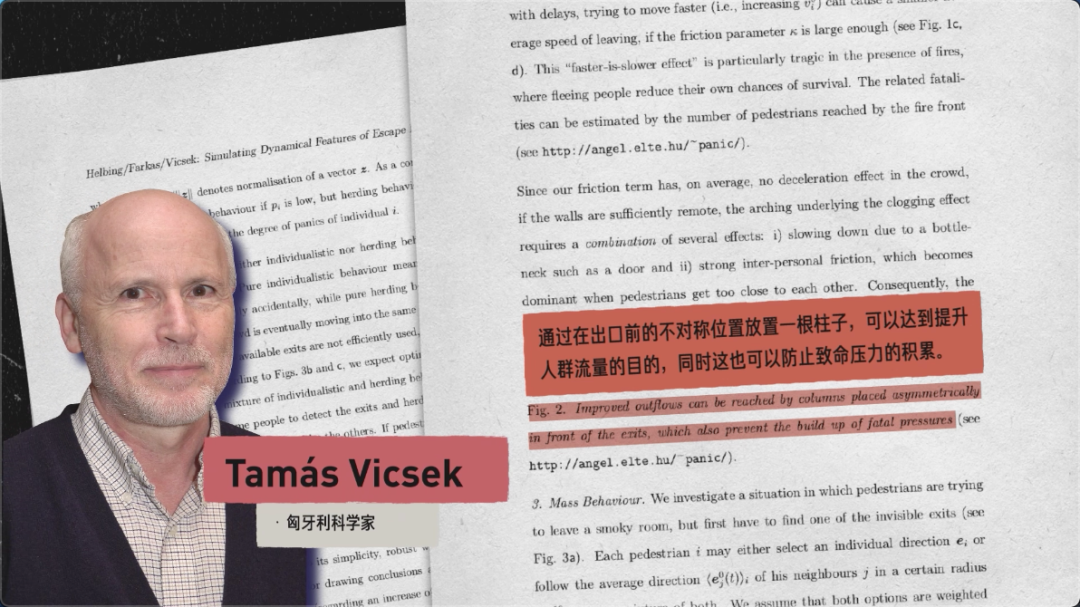 Helbing/Farkas/Vicsek: Simulating Dynamical Features of Escape
denotes normalisation of a vector z. As a
behaviour if pi is low, but herding
the degree of panics of individual i.
individualistic nor herding
individualistic behaviour
accidentally, while pure herding
is eventually moving into the same
available exits are not efficiently used,
to Figs. 3b and c, we expect
of individualistic and herding
people to detect the exits and
others. If
Tamás Vicsek
· 匈牙利科学家
its simplicity, robust
drawing conclusions
an increase
with delays, trying to move faster (i.e., increasing
erage speed of leaving, if the friction parameter κ is large enough (see Fig. 1c,
d). This “faster-is-slower effect” is particularly tragic in the presence of fires,
where fleeing people reduce their own chances of survival. The related fatali-
ties can be estimated by the number of pedestrians reached by the fire front
(see http://angel.elte.hu/~panic/).
Since our friction term has, on average, no deceleration effect in the crowd,
if the walls are sufficiently remote, the arching underlying the clogging effect
requires a combination of several effects: i) slowing down due to a bottle-
neck such as a door and ii) strong inter-personal friction, which becomes
dominant when pedestrians get too close to each other. Consequently, the
通过在出口前的不对称位置放置一根柱子，可以达到提升
人群流量的目的，同时这也可以防止致命压力的积累。
Fig. 2. Improved outflows can be reached by columns placed asymmetrically
in front of the exits, which also prevent the build up of fatal pressures (see
http://angel.elte.hu/~panic/).
3. Mass Behaviour. We investigate a situation in which pedestrians are trying
to leave a smoky room, but first have to find one of the invisible exits (see
Fig. 3a). Each pedestrian i may either select an individual direction ei or
follow the average direction ⟨ej0(t)⟩i of his neighbours j in a certain radius
of both. We assume that both options are weighted